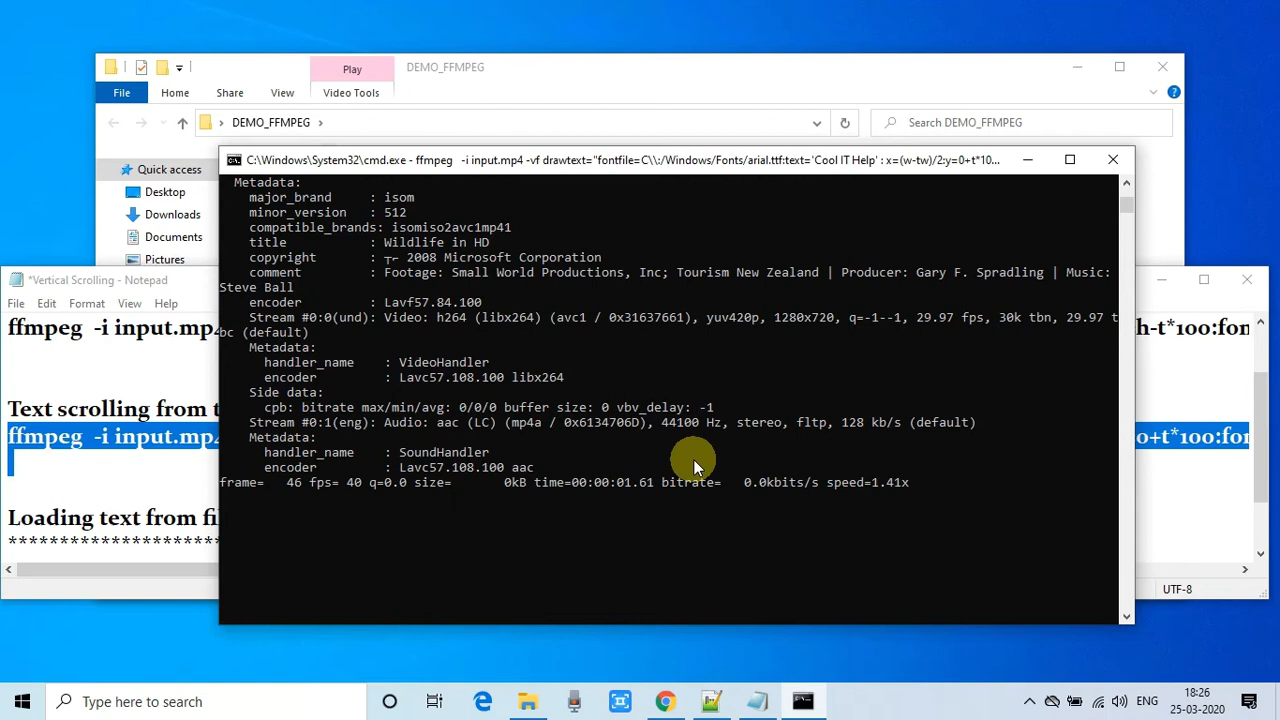 Play
DEMO_FFMPEG
File
Home
Share
View
Video Tools
DEMO_FFMPEG
Search DEMO_FFMPEG
Quick access
Desktop
Downloads
Documents
Pictures
C:\Windows\System32\cmd.exe - ffmpeg -i input.mp4 -vf drawtext="fontfile=C\\:/Windows/Fonts/arial.ttf:text='Cool IT Help' : x=(w-tw)/2:y=0+t*10...
Metadata:
major_brand : isom
minor_version : 512
compatible_brands: isomiso2avc1mp41
title : Wildlife in HD
copyright : ┬⌐ 2008 Microsoft Corporation
comment : Footage: Small World Productions, Inc; Tourism New Zealand | Producer: Gary F. Spradling | Music:
Steve Ball
encoder : Lavf57.84.100
Stream #0:0(und): Video: h264 (libx264) (avc1 / 0x31637661), yuv420p, 1280x720, q=-1--1, 29.97 fps, 30k tbn, 29.97 t
bc (default)
Metadata:
handler_name : VideoHandler
encoder : Lavc57.108.100 libx264
Side data:
cpb: bitrate max/min/avg: 0/0/0 buffer size: 0 vbv_delay: -1
Stream #0:1(eng): Audio: aac (LC) (mp4a / 0x6134706D), 44100 Hz, stereo, fltp, 128 kb/s (default)
Metadata:
handler_name : SoundHandler
encoder : Lavc57.108.100 aac
frame= 46 fps= 40 q=0.0 size= 0kB time=00:00:01.61 bitrate= 0.0kbits/s speed=1.41x
*Vertical Scrolling - Notepad
File Edit Format View Help
ffmpeg -i input.mp4
h-t*100:fon
Text scrolling from t
ffmpeg -i input.mp4
0+t*100:fon
Loading text from fil
***********************
UTF-8
Type here to search
ENG
18:26
25-03-2020